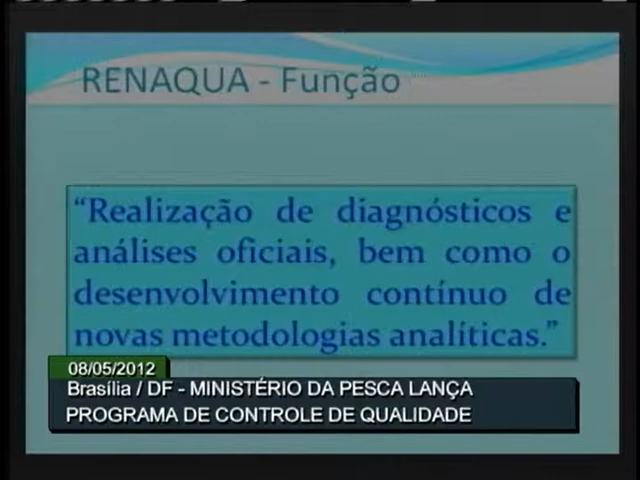 RENAQUA - Função
“Realização de diagnósticos e
análises oficiais, bem como o
desenvolvimento contínuo de
novas metodologias analíticas.”
08/05/2012
Brasília / DF - MINISTÉRIO DA PESCA LANÇA
PROGRAMA DE CONTROLE DE QUALIDADE